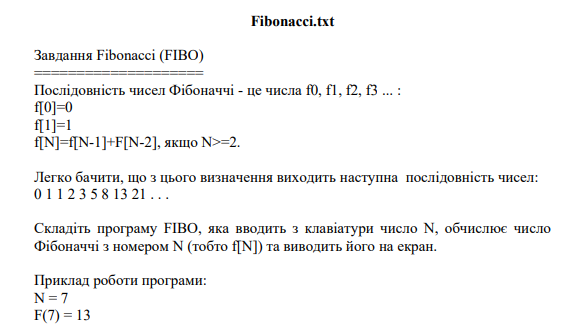 Fibonacci.txt
Завдання Fibonacci (FIBO)
====================
Послідовність чисел Фібоначчі - це числа f0, f1, f2, f3 ... :
f[0]=0
f[1]=1
f[N]=f[N-1]+F[N-2], якщо N>=2.
Легко бачити, що з цього визначення виходить наступна послідовність чисел:
0 1 1 2 3 5 8 13 21 . . .
Складіть програму FIBO, яка вводить з клавіатури число N, обчислює число
Фібоначчі з номером N (тобто f[N]) та виводить його на екран.
Приклад роботи програми:
N = 7
F(7) = 13